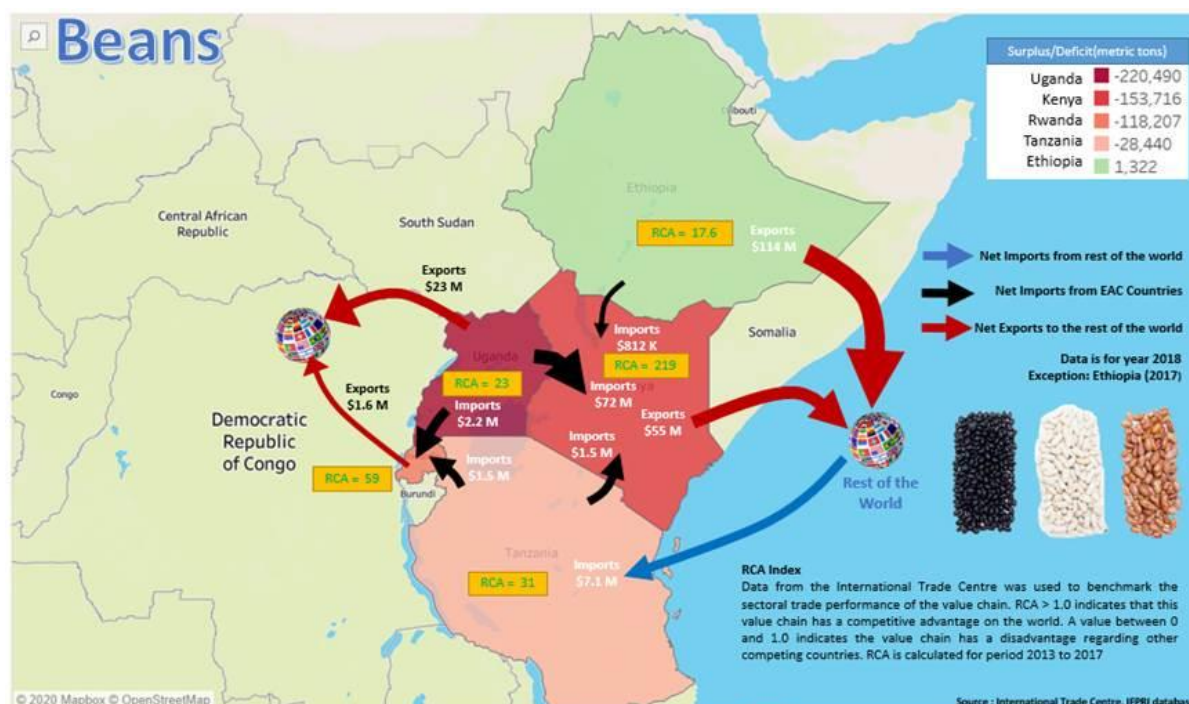 Beans
Surplus/Deficit(metric tons)
Uganda -220,490
Kenya -153,716
Rwanda -118,207
Tanzania -28,440
Ethiopia 1,322
Djibouti
Ethiopia
Central African
Republic
South Sudan
RCA = 17.6
Exports
$114 M
Net Imports from rest of the world
Exports
$23 M
Net Imports from EAC Countries
Somalia
Net Exports to the rest of the world
Imports
$812 K
Uganda
RCA = 219
Data is for year 2018
Exception: Ethiopia (2017)
RCA = 23
Imports
$72 M
Congo
Exports
$1.6 M
Imports
$2.2 M
Exports
$55 M
Democratic
Republic
of Congo
Imports
$1.5 M
Imports
$1.5 M
RCA = 59
Burundi
Rest of the
World
Tanzania
RCA = 31
Imports
$7.1 M
RCA Index
Data from the International Trade Centre was used to benchmark the
sectoral trade performance of the value chain. RCA > 1.0 indicates that this
value chain has a competitive advantage on the world. A value between 0
and 1.0 indicates the value chain has a disadvantage regarding other
competing countries. RCA is calculated for period 2013 to 2017
© 2020 Mapbox © OpenStreetMap
Source : International Trade Centre, IFPRI databas